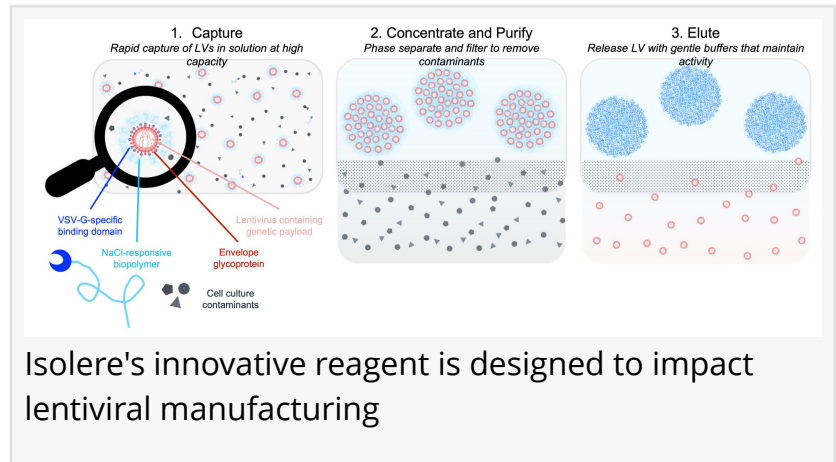 1. Capture
Rapid capture of LVs in solution at high
capacity
2. Concentrate and Purify
Phase separate and filter to remove
contaminants
3. Elute
Release LV with gentle buffers that maintain
activity
VSV-G-specific
binding domain
Lentivirus containing
genetic payload
NaCl-responsive
biopolymer
Envelope
glycoprotein
Cell culture
contaminants
Isolere's innovative reagent is designed to impact
lentiviral manufacturing